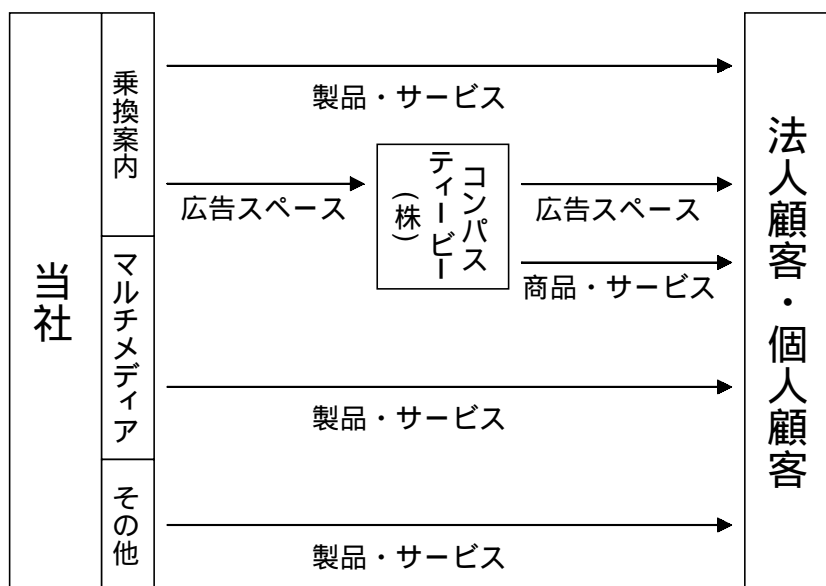 当社
乗換案内
マルチメディア
その他
製品・サービス
広告スペース
コンパス
ティービー
(株)
広告スペース
商品・サービス
製品・サービス
製品・サービス
法人顧客・個人顧客